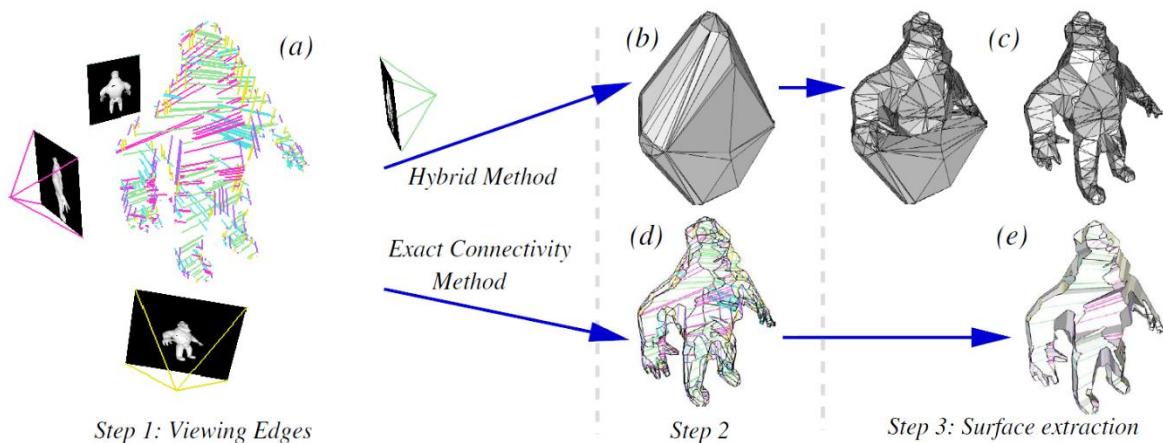 (a)
(b)
(c)
Hybrid Method
(d)
(e)
Exact Connectivity
Method
Step 1: Viewing Edges
Step 2
Step 3: Surface extraction